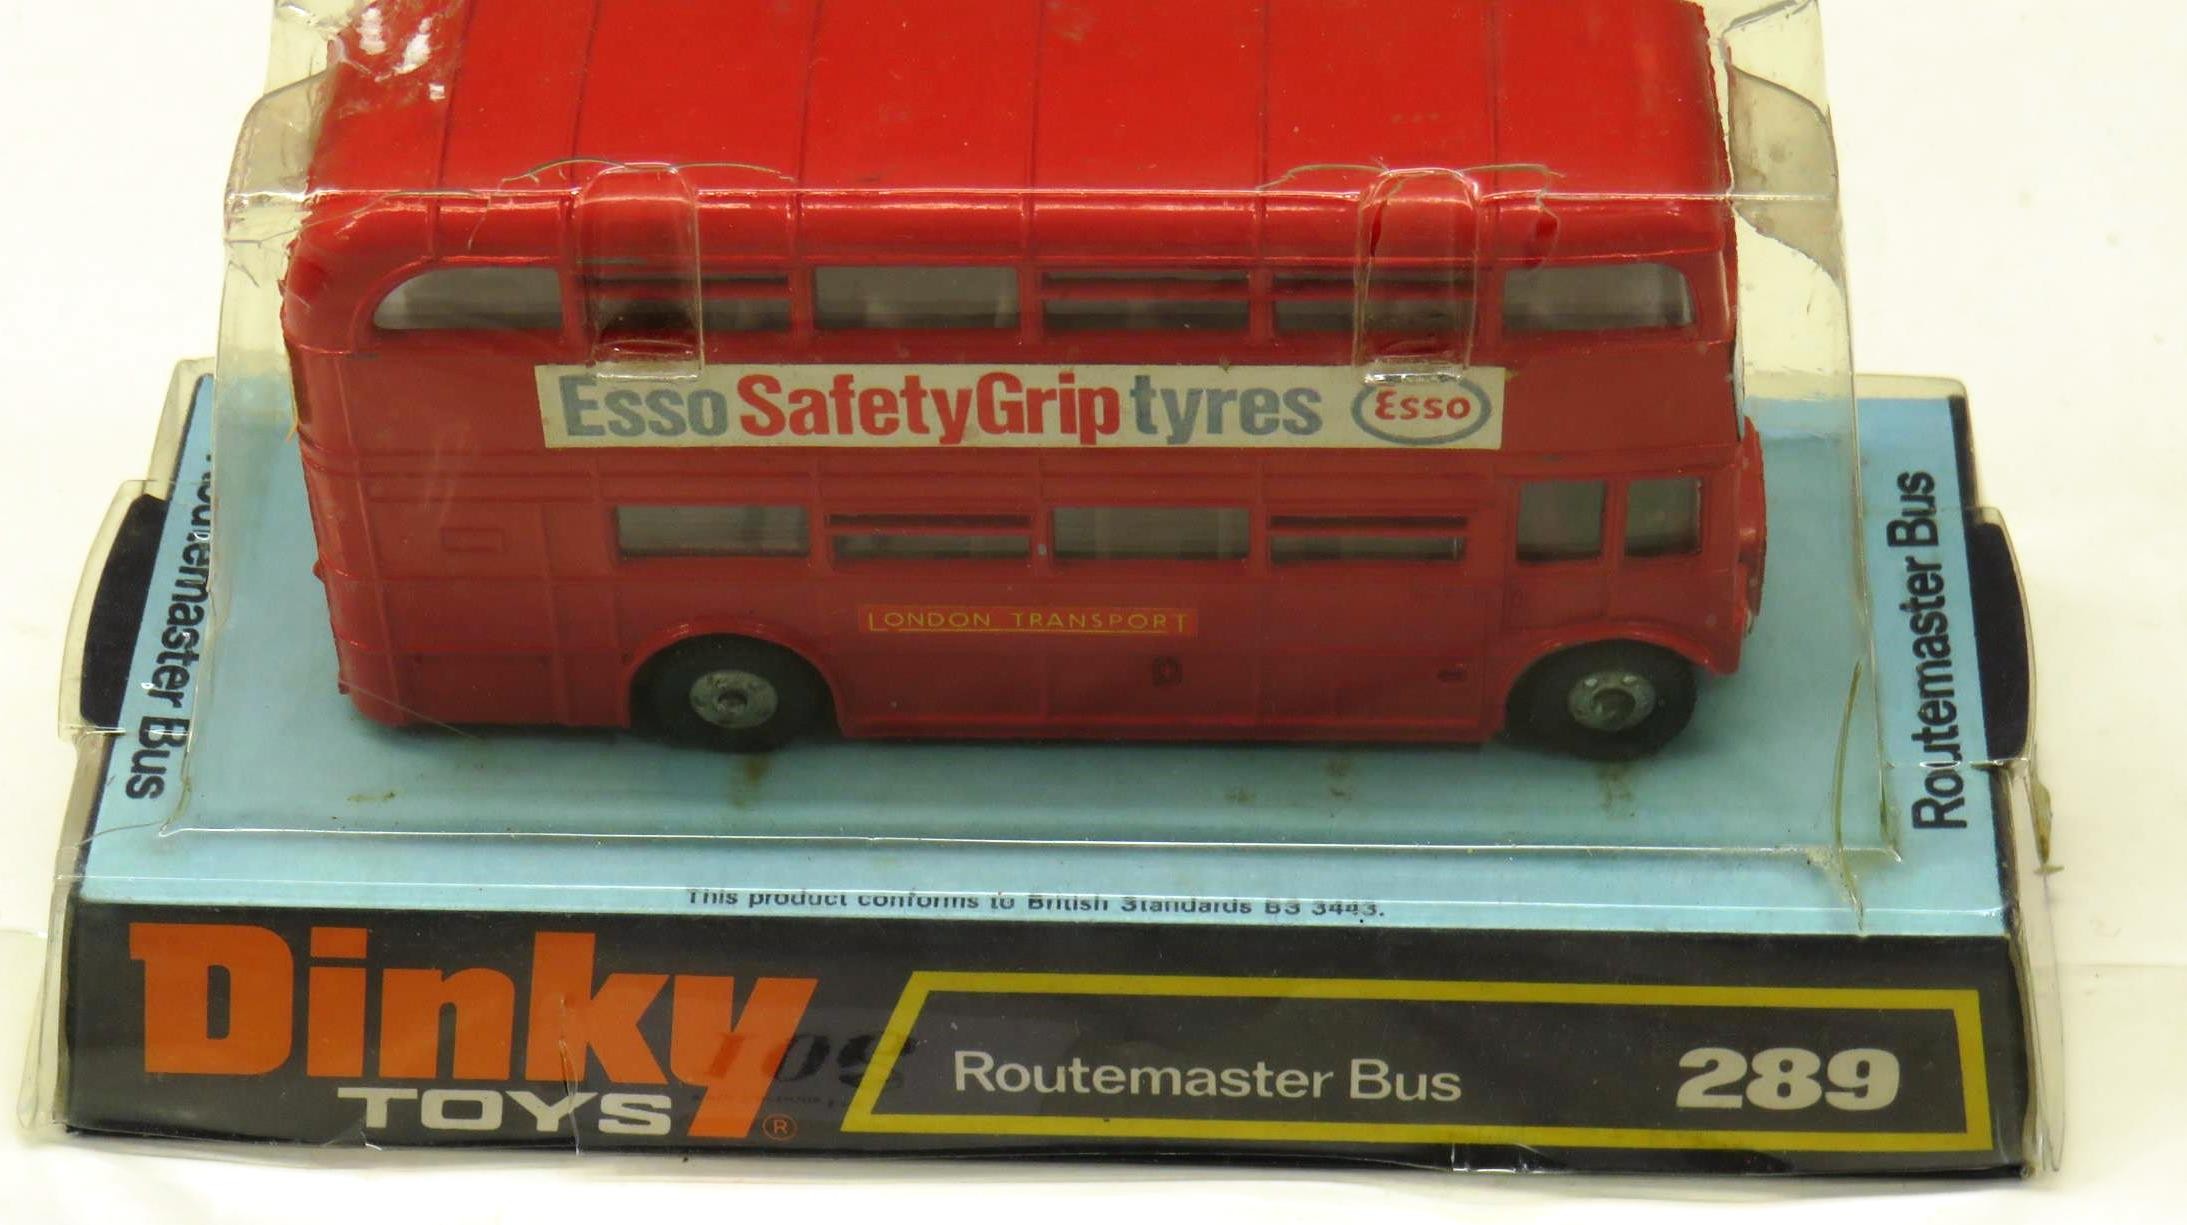 Esso SafetyGrip tyres Esso
LONDON TRANSPORT
Routemaster Bus
Routemaster Bus
This product conforms to British Standards BS 3443.
Dinky
TOYS®
Routemaster Bus 289